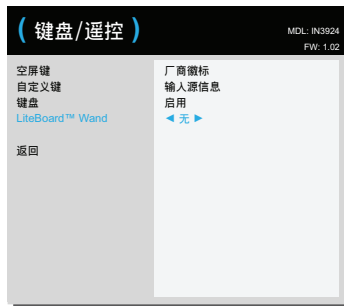 (键盘/遥控)
MDL: IN3924
FW: 1.02
空屏键 厂商徽标
自定义键 输入源信息
键盘 启用
LiteBoard™ Wand ◀ 无 ▶
返回